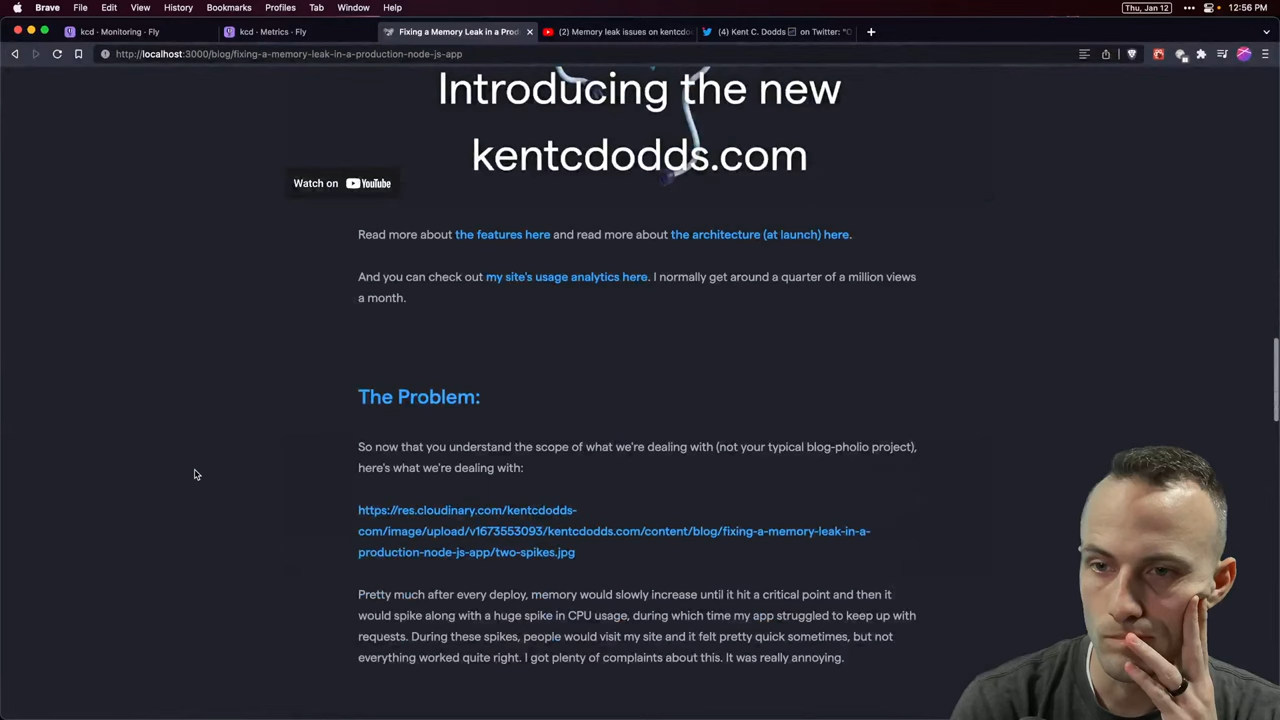 Brave File Edit View History Bookmarks Profiles Tab Window Help Thu, Jan 12 12:56 PM
kcd · Monitoring · Fly kcd · Metrics · Fly Fixing a Memory Leak in a Prod (2) Memory leak issues on kentcdo (4) Kent C. Dodds on Twitter: "C
http://localhost:3000/blog/fixing-a-memory-leak-in-a-production-node-js-app
Introducing the new
kentcdodds.com
Watch on YouTube
Read more about the features here and read more about the architecture (at launch) here.
And you can check out my site's usage analytics here. I normally get around a quarter of a million views
a month.
The Problem:
So now that you understand the scope of what we're dealing with (not your typical blog-pholio project),
here's what we're dealing with:
https://res.cloudinary.com/kentcdodds-
com/image/upload/v1673553093/kentcdodds.com/content/blog/fixing-a-memory-leak-in-a-
production-node-js-app/two-spikes.jpg
Pretty much after every deploy, memory would slowly increase until it hit a critical point and then it
would spike along with a huge spike in CPU usage, during which time my app struggled to keep up with
requests. During these spikes, people would visit my site and it felt pretty quick sometimes, but not
everything worked quite right. I got plenty of complaints about this. It was really annoying.